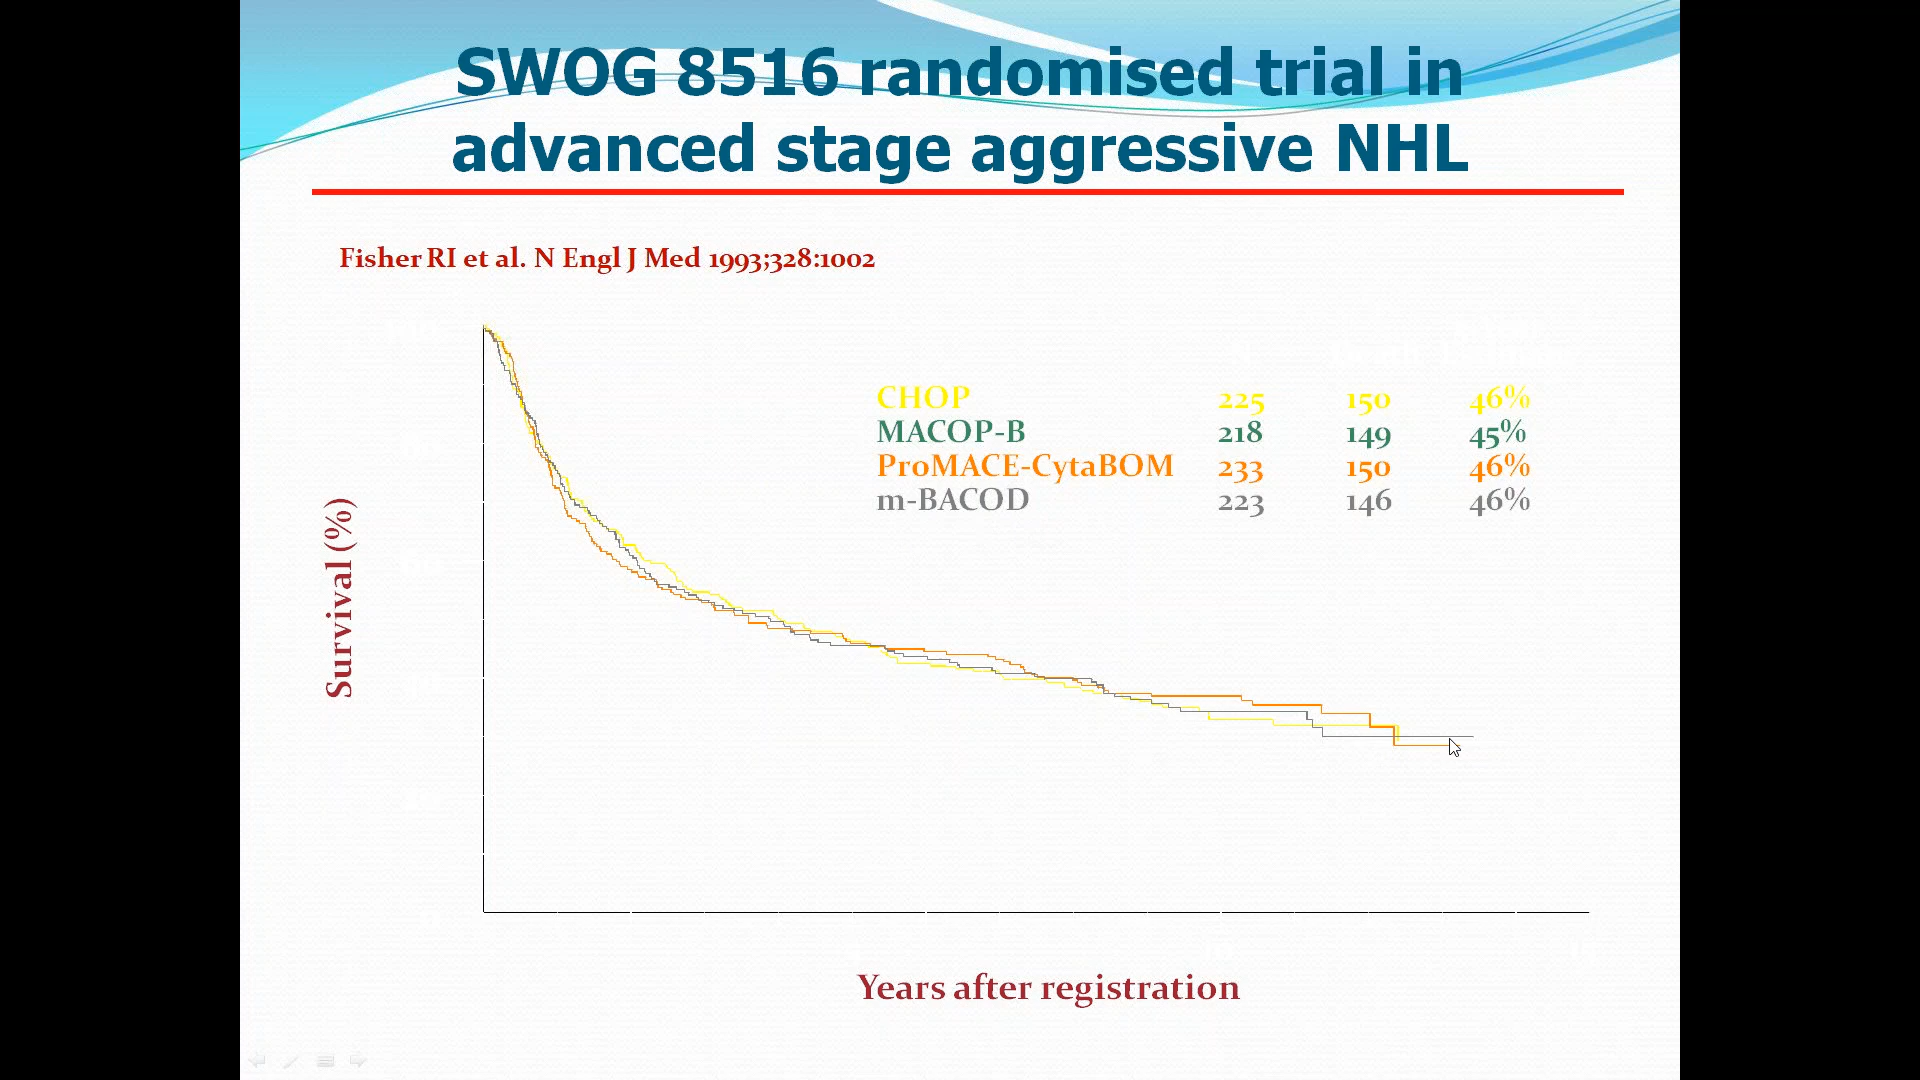 SWOG 8516 randomised trial in
advanced stage aggressive NHL
Fisher RI et al. N Engl J Med 1993;328:1002
CHOP 225 150 46%
MACOP-B 218 149 45%
ProMACE-CytaBOM 233 150 46%
m-BACOD 223 146 46%
Survival (%)
Years after registration